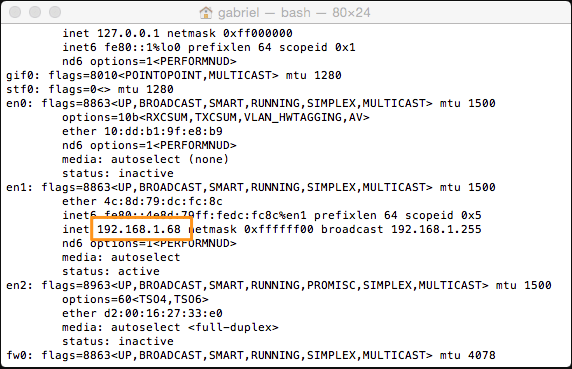 gabriel — bash — 80×24
inet 127.0.0.1 netmask 0xff000000
inet6 fe80::1%lo0 prefixlen 64 scopeid 0x1
nd6 options=1<PERFORMNUD>
gif0: flags=8010<POINTOPOINT,MULTICAST> mtu 1280
stf0: flags=0<> mtu 1280
en0: flags=8863<UP,BROADCAST,SMART,RUNNING,SIMPLEX,MULTICAST> mtu 1500
options=10b<RXCSUM,TXCSUM,VLAN_HWTAGGING,AV>
ether 10:dd:b1:9f:e8:b9
nd6 options=1<PERFORMNUD>
media: autoselect (none)
status: inactive
en1: flags=8863<UP,BROADCAST,SMART,RUNNING,SIMPLEX,MULTICAST> mtu 1500
ether 4c:8d:79:dc:fc:8c
inet6 fe80::4e8d:79ff:fedc:fc8c%en1 prefixlen 64 scopeid 0x5
inet 192.168.1.68 netmask 0xffffff00 broadcast 192.168.1.255
nd6 options=1<PERFORMNUD>
media: autoselect
status: active
en2: flags=8963<UP,BROADCAST,SMART,RUNNING,PROMISC,SIMPLEX,MULTICAST> mtu 1500
options=60<TSO4,TSO6>
ether d2:00:16:27:33:e0
media: autoselect <full-duplex>
status: inactive
fw0: flags=8863<UP,BROADCAST,SMART,RUNNING,SIMPLEX,MULTICAST> mtu 4078